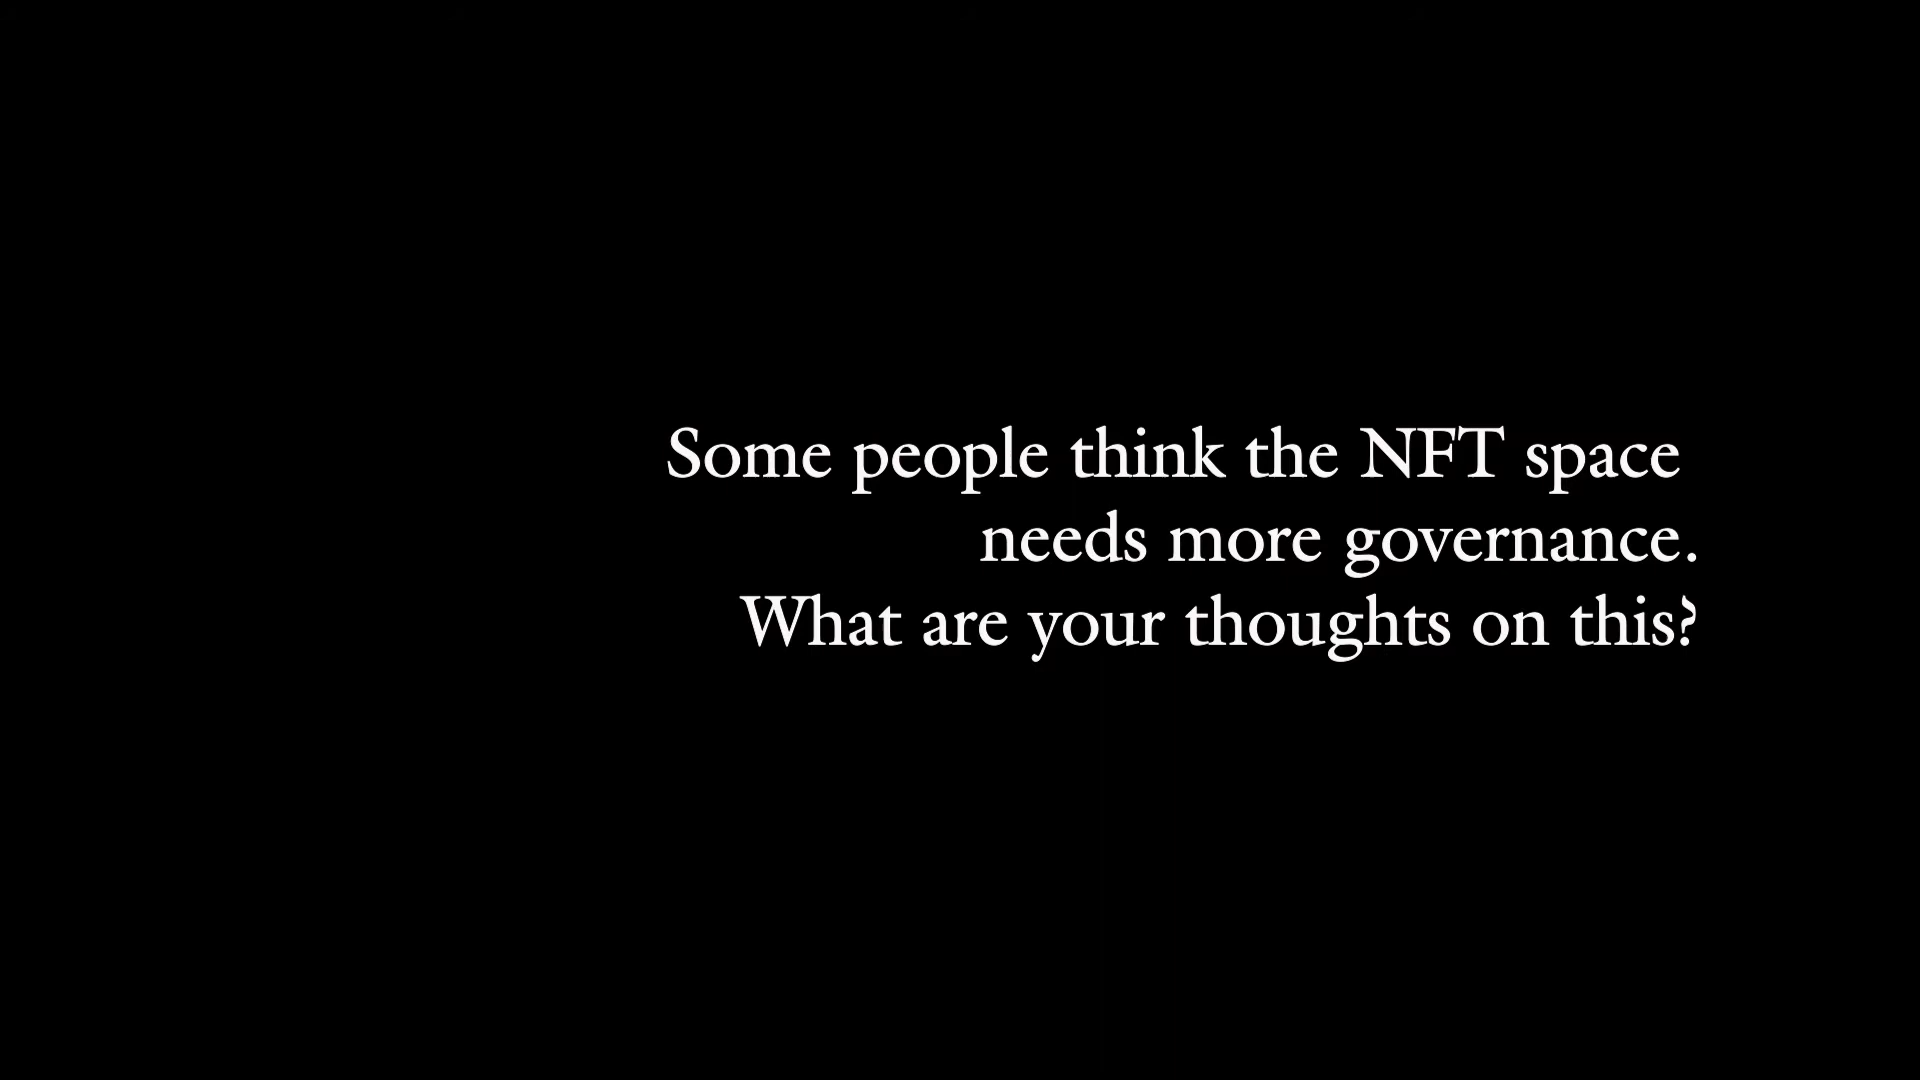 Some people think the NFT space
needs more governance.
What are your thoughts on this?